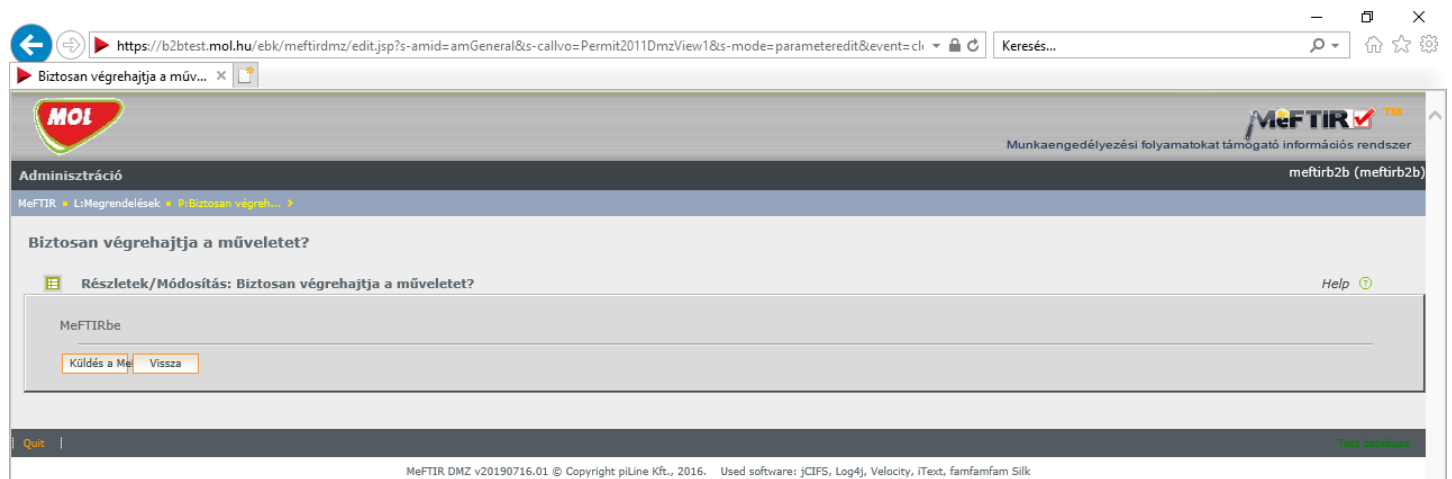 https://b2btest.mol.hu/ebk/meftirdmz/edit.jsp?s-amid=amGeneral&s-callvo=Permit2011DmzView1&s-mode=parameteredit&event=cl
Keresés...
Biztosan végrehajtja a műv...
MOL
MeFTIR TM
Munkaengedélyezési folyamatokat támogató információs rendszer
Adminisztráció
meftirb2b (meftirb2b)
MeFTIR L:Megrendelések P:Biztosan végreh...
Biztosan végrehajtja a műveletet?
Részletek/Módosítás: Biztosan végrehajtja a műveletet?
Help
MeFTIRbe
Küldés a Me Vissza
| Quit |
Test database
MeFTIR DMZ v20190716.01 © Copyright piLine Kft., 2016. Used software: jCIFS, Log4j, Velocity, iText, famfamfam Silk